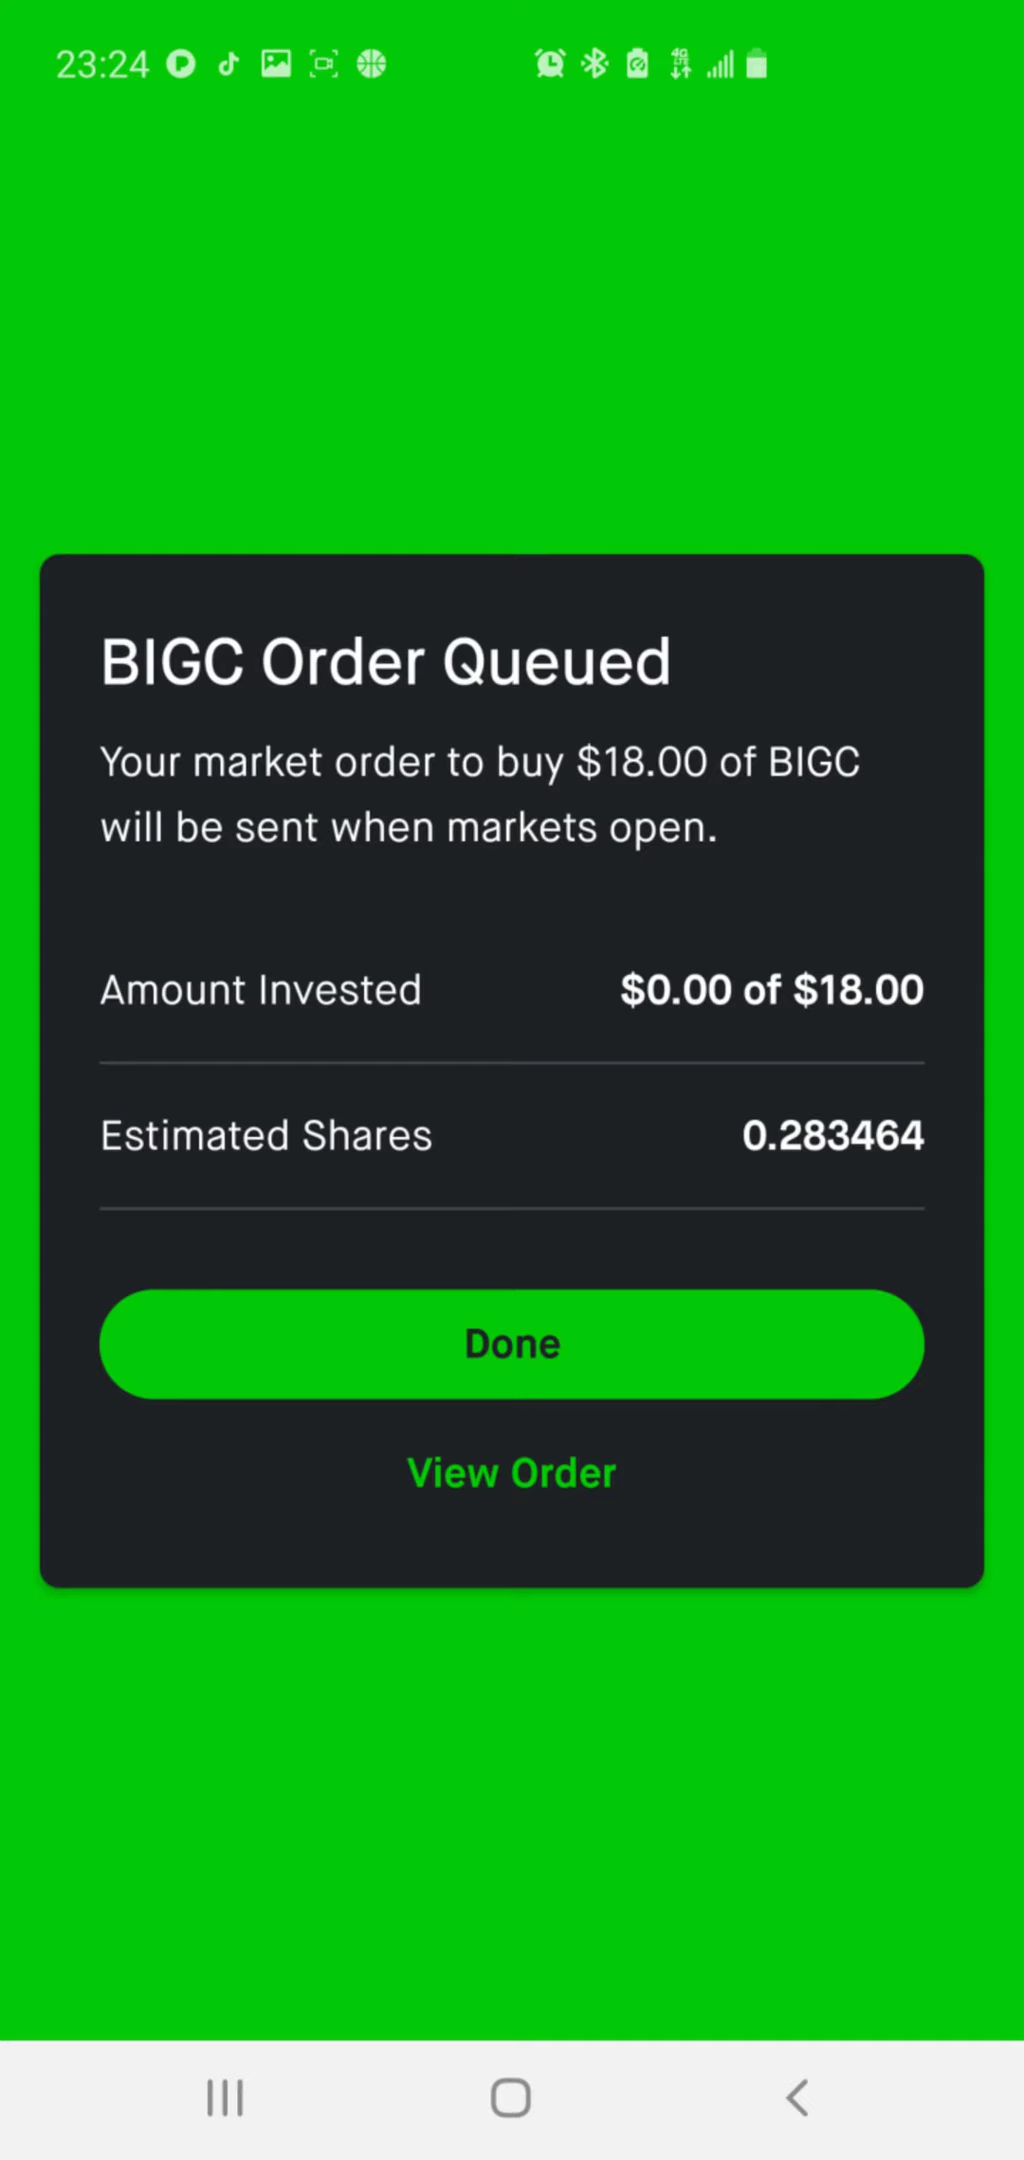 23:24
4G
BIGC Order Queued
Your market order to buy $18.00 of BIGC
will be sent when markets open.
Amount Invested $0.00 of $18.00
Estimated Shares 0.283464
Done
View Order